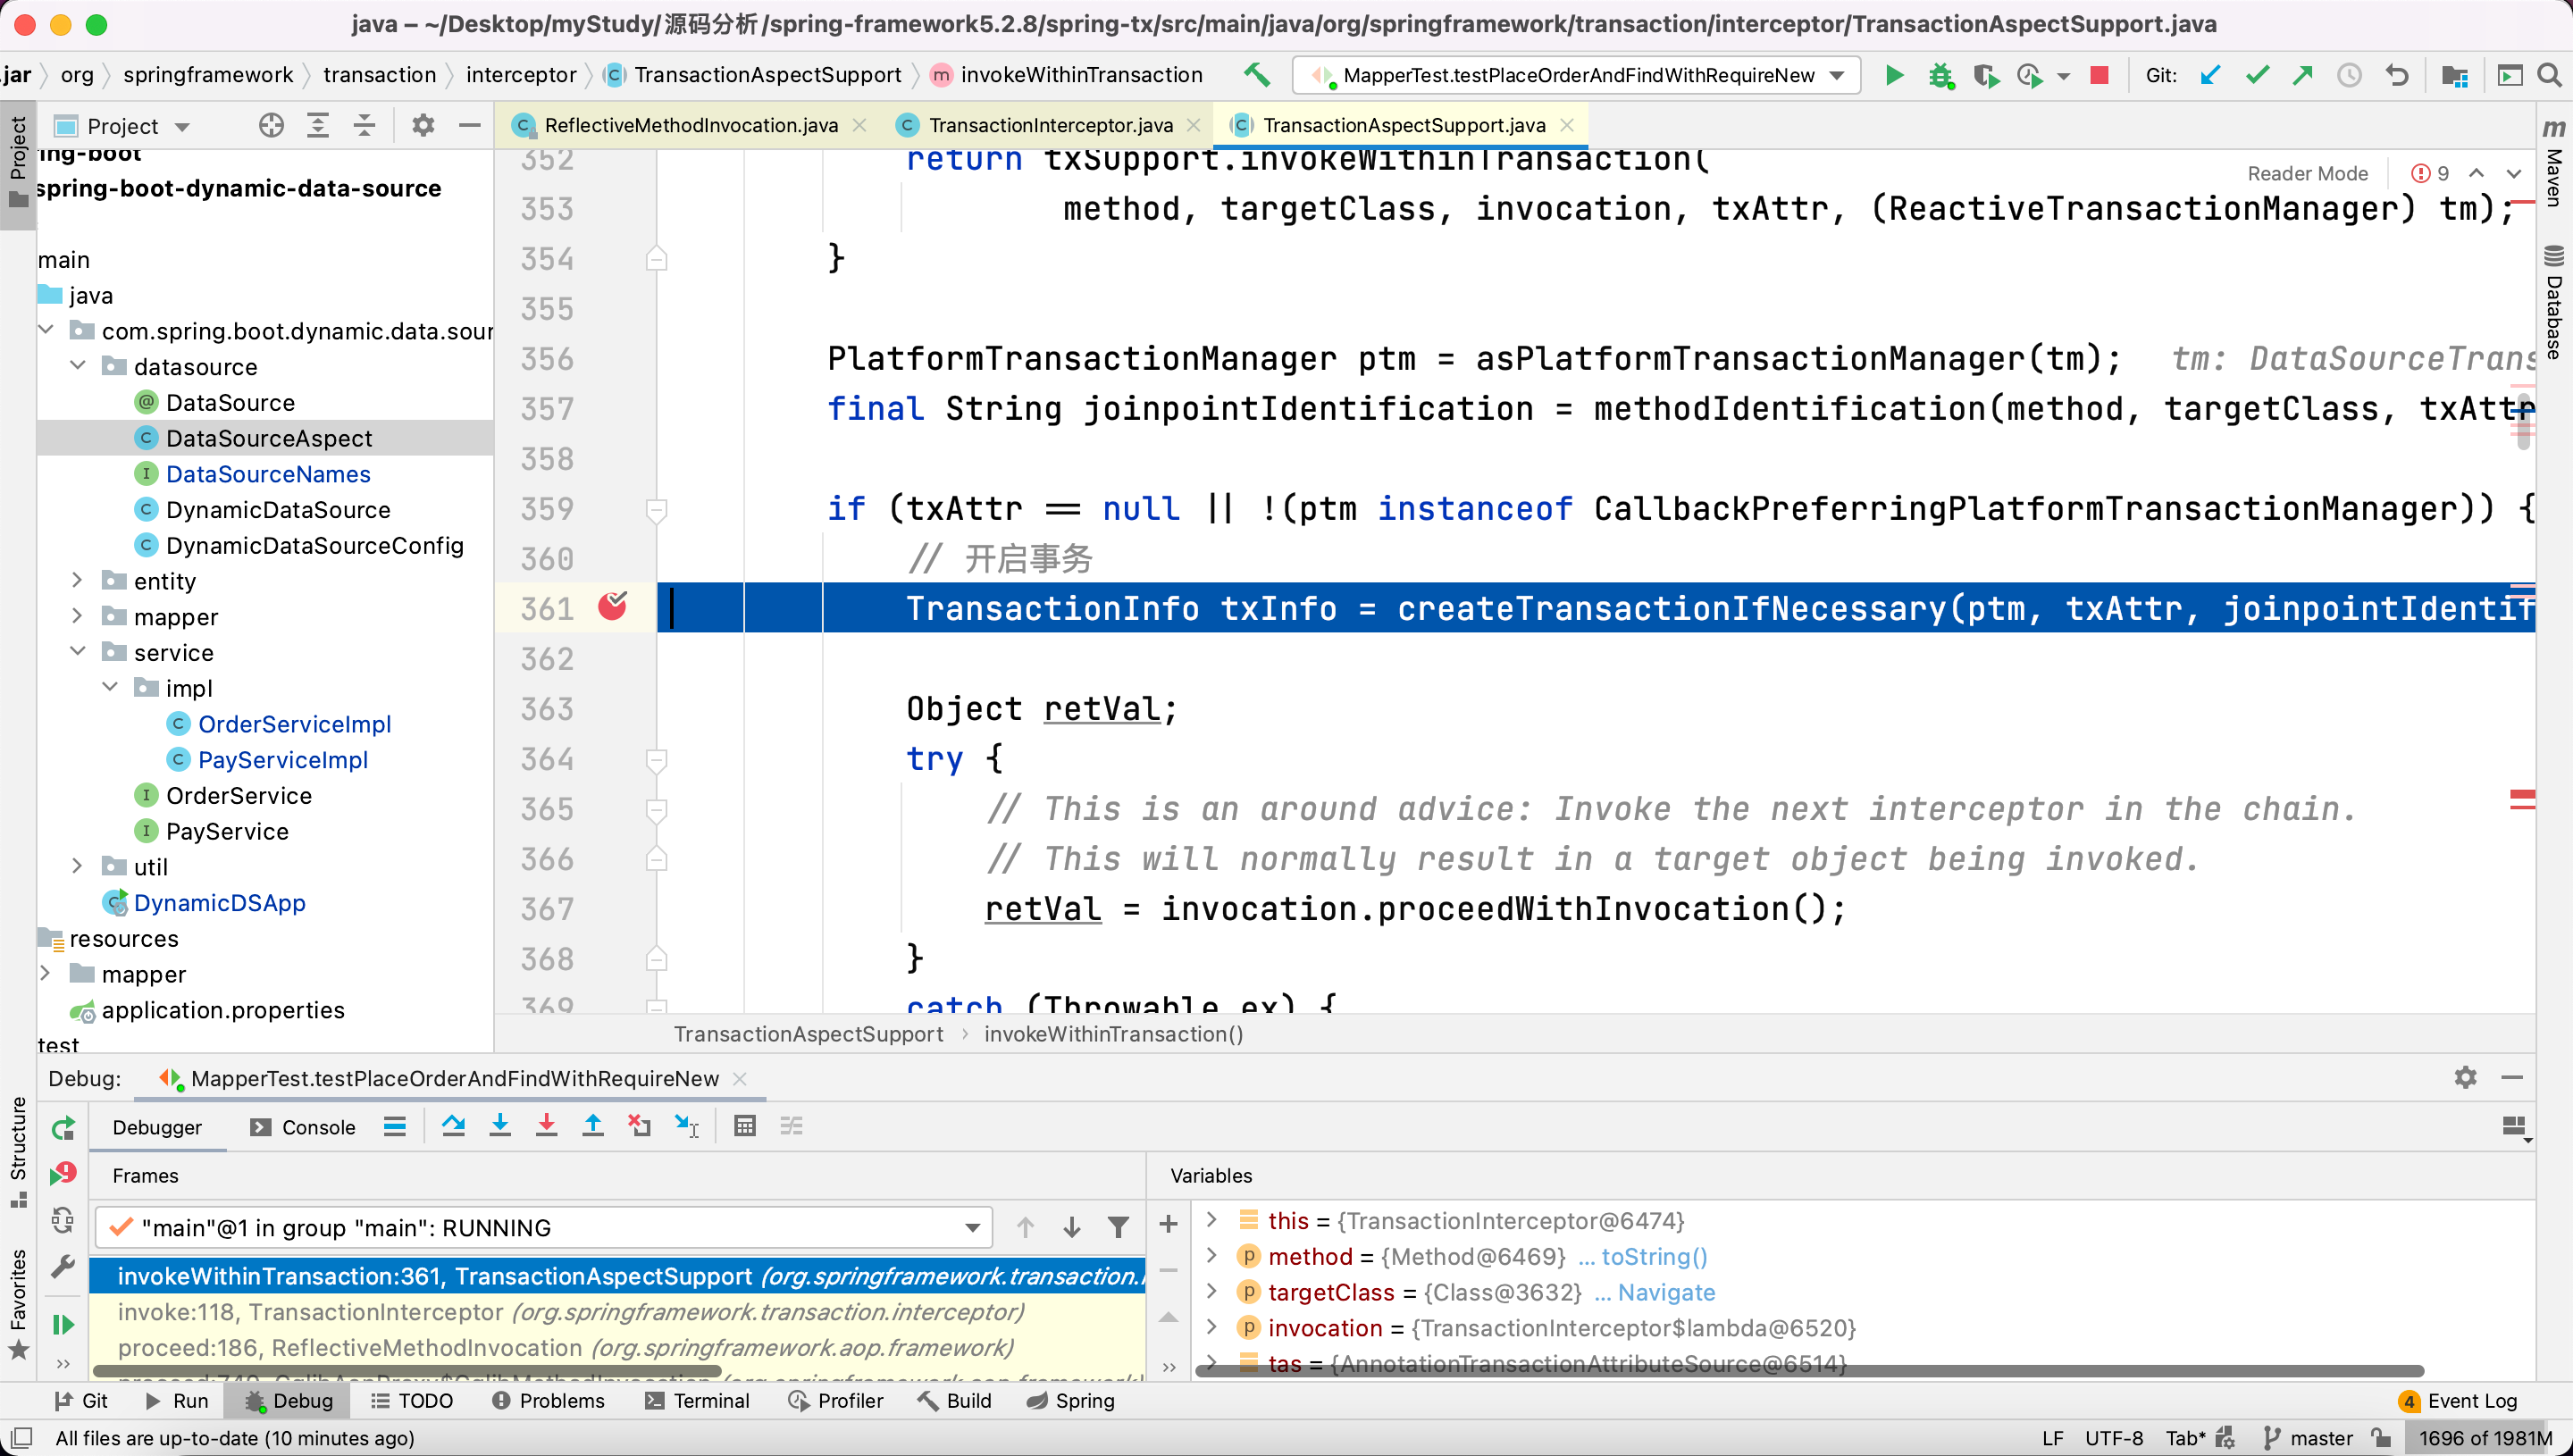 java – ~/Desktop/myStudy/源码分析/spring-framework5.2.8/spring-tx/src/main/java/org/springframework/transaction/interceptor/TransactionAspectSupport.java
.jar org springframework transaction interceptor TransactionAspectSupport invokeWithinTransaction MapperTest.testPlaceOrderAndFindWithRequireNew Git:
Project
Project
ReflectiveMethodInvocation.java
TransactionInterceptor.java
TransactionAspectSupport.java
Maven
Database
Structure
Favorites
ing-boot
spring-boot-dynamic-data-source
main
java
com.spring.boot.dynamic.data.sour
datasource
DataSource
DataSourceAspect
DataSourceNames
DynamicDataSource
DynamicDataSourceConfig
entity
mapper
service
impl
OrderServiceImpl
PayServiceImpl
OrderService
PayService
util
DynamicDSApp
resources
mapper
application.properties
test
Reader Mode 9
352 return txSupport.invokeWithinTransaction(
353 method, targetClass, invocation, txAttr, (ReactiveTransactionManager) tm);
354 }
355
356 PlatformTransactionManager ptm = asPlatformTransactionManager(tm); tm: DataSourceTrans
357 final String joinpointIdentification = methodIdentification(method, targetClass, txAttr
358
359 if (txAttr == null || !(ptm instanceof CallbackPreferringPlatformTransactionManager)) {
360 // 开启事务
361 TransactionInfo txInfo = createTransactionIfNecessary(ptm, txAttr, joinpointIdentif
362
363 Object retVal;
364 try {
365 // This is an around advice: Invoke the next interceptor in the chain.
366 // This will normally result in a target object being invoked.
367 retVal = invocation.proceedWithInvocation();
368 }
369 catch (Throwable ex) {
TransactionAspectSupport › invokeWithinTransaction()
Debug: MapperTest.testPlaceOrderAndFindWithRequireNew
Debugger Console
Frames
"main"@1 in group "main": RUNNING
invokeWithinTransaction:361, TransactionAspectSupport (org.springframework.transaction.i
invoke:118, TransactionInterceptor (org.springframework.transaction.interceptor)
proceed:186, ReflectiveMethodInvocation (org.springframework.aop.framework)
proceed:749, CglibAopProxy$CglibMethodInvocation (org.springframework.aop.framework)
Variables
this = {TransactionInterceptor@6474}
method = {Method@6469} ... toString()
targetClass = {Class@3632} ... Navigate
invocation = {TransactionInterceptor$lambda@6520}
tas = {AnnotationTransactionAttributeSource@6514}
Git Run Debug TODO Problems Terminal Profiler Build Spring 4 Event Log
All files are up-to-date (10 minutes ago) LF UTF-8 Tab* master 1696 of 1981M